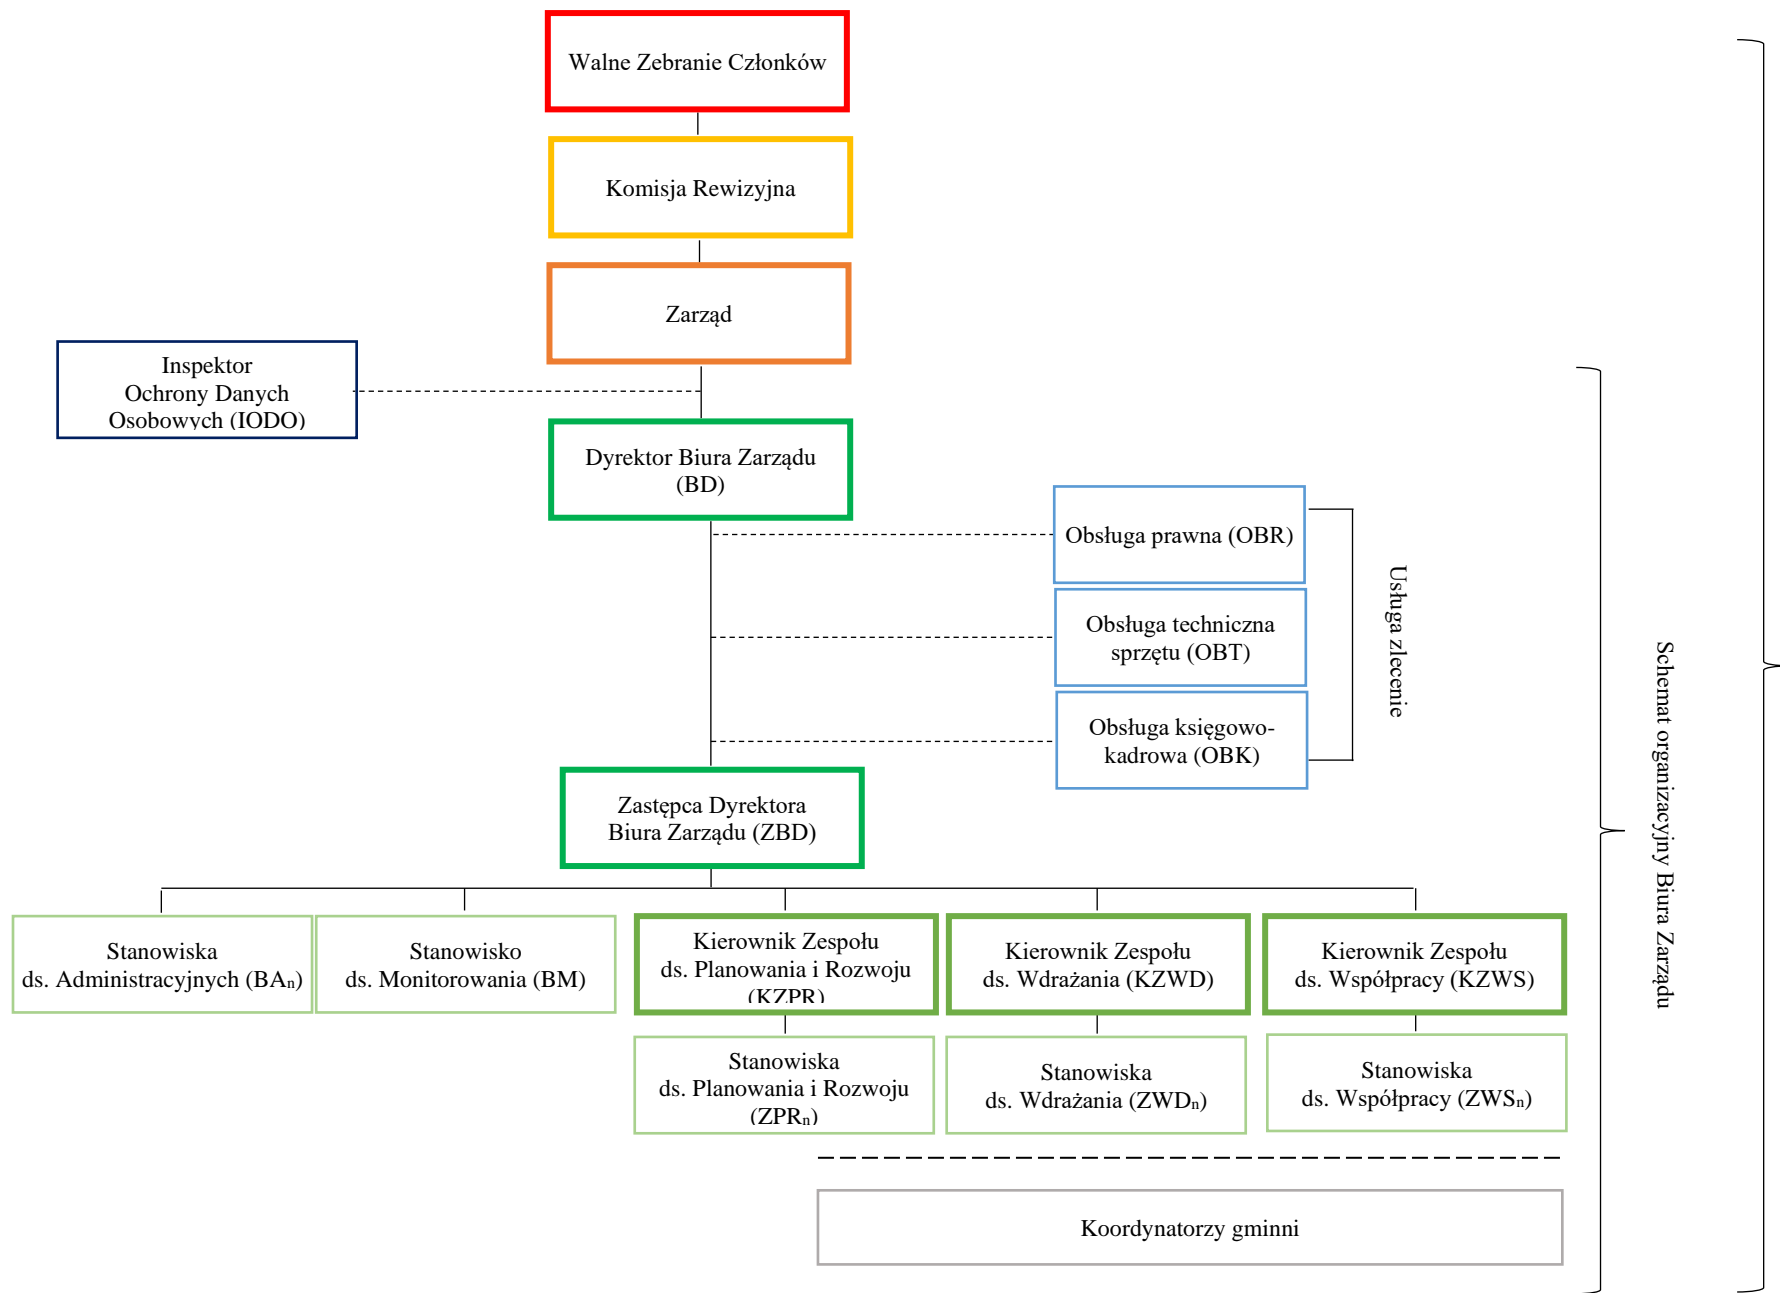 Walne Zebranie Członków
Komisja Rewizyjna
Zarząd
Inspektor
Ochrony Danych
Osobowych (IODO)
Dyrektor Biura Zarządu
(BD)
Obsługa prawna (OBR)
Obsługa techniczna
sprzętu (OBT)
Obsługa księgowo-
kadrowa (OBK)
Usługa zlecenie
Zastępca Dyrektora
Biura Zarządu (ZBD)
Stanowiska
ds. Administracyjnych (BAn)
Stanowisko
ds. Monitorowania (BM)
Kierownik Zespołu
ds. Planowania i Rozwoju
(KZPR)
Kierownik Zespołu
ds. Wdrażania (KZWD)
Kierownik Zespołu
ds. Współpracy (KZWS)
Stanowiska
ds. Planowania i Rozwoju
(ZPRn)
Stanowiska
ds. Wdrażania (ZWDn)
Stanowiska
ds. Współpracy (ZWSn)
Koordynatorzy gminni
Schemat organizacyjny Biura Zarządu